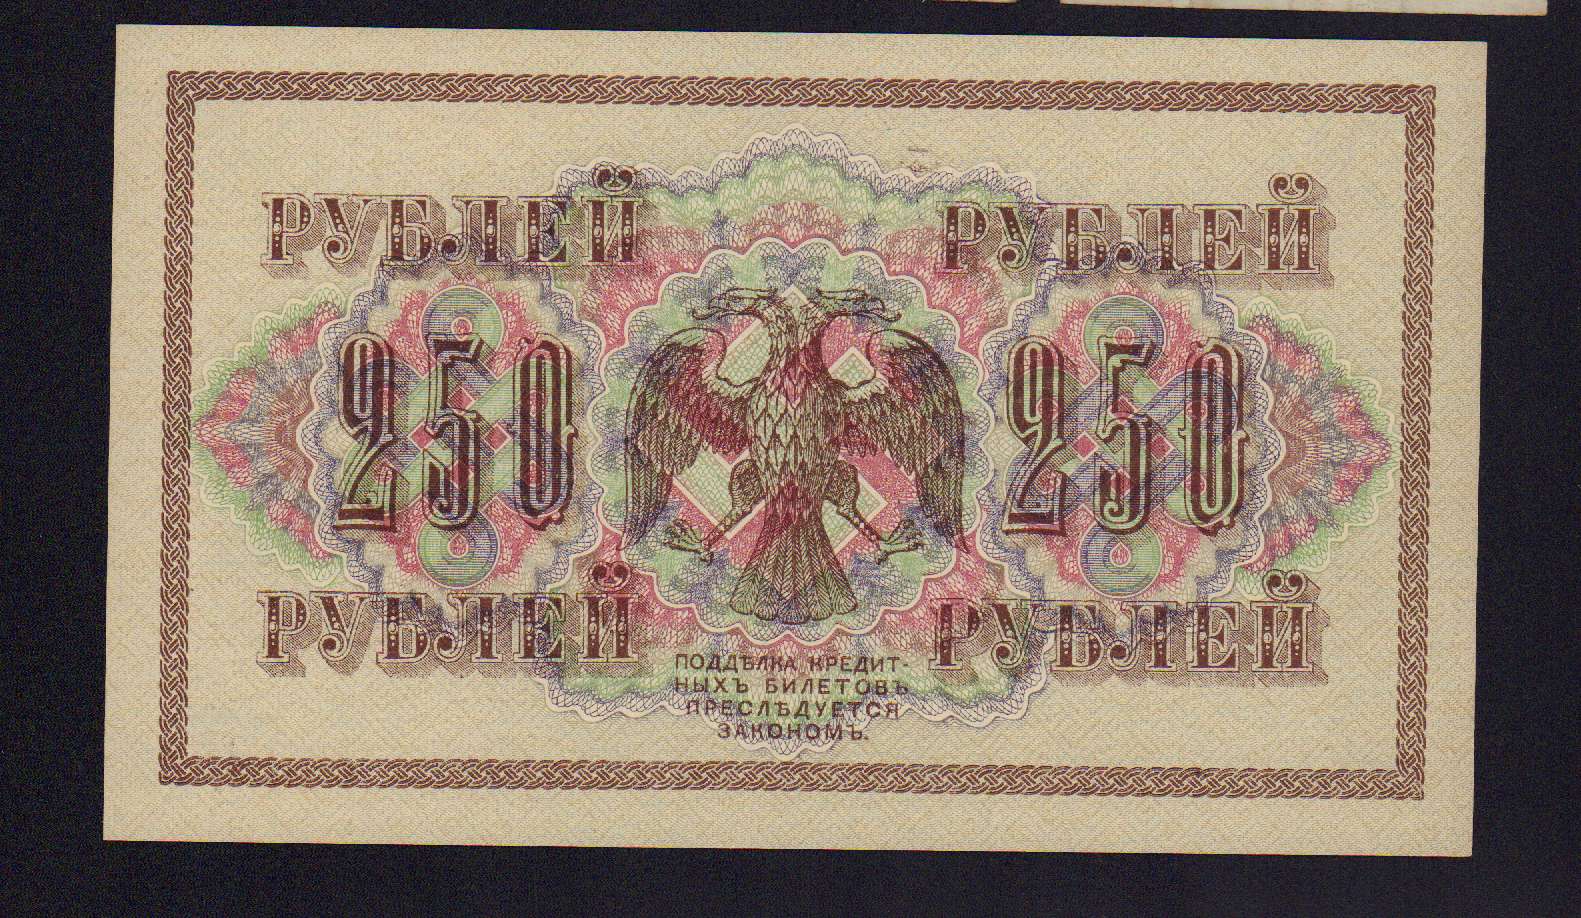 РУБЛЕЙ РУБЛЕЙ
250 250
РУБЛЕЙ РУБЛЕЙ
ПОДДѢЛКА КРЕДИТ-
НЫХЪ БИЛЕТОВЪ
ПРЕСЛѢДУЕТСЯ
ЗАКОНОМЪ.